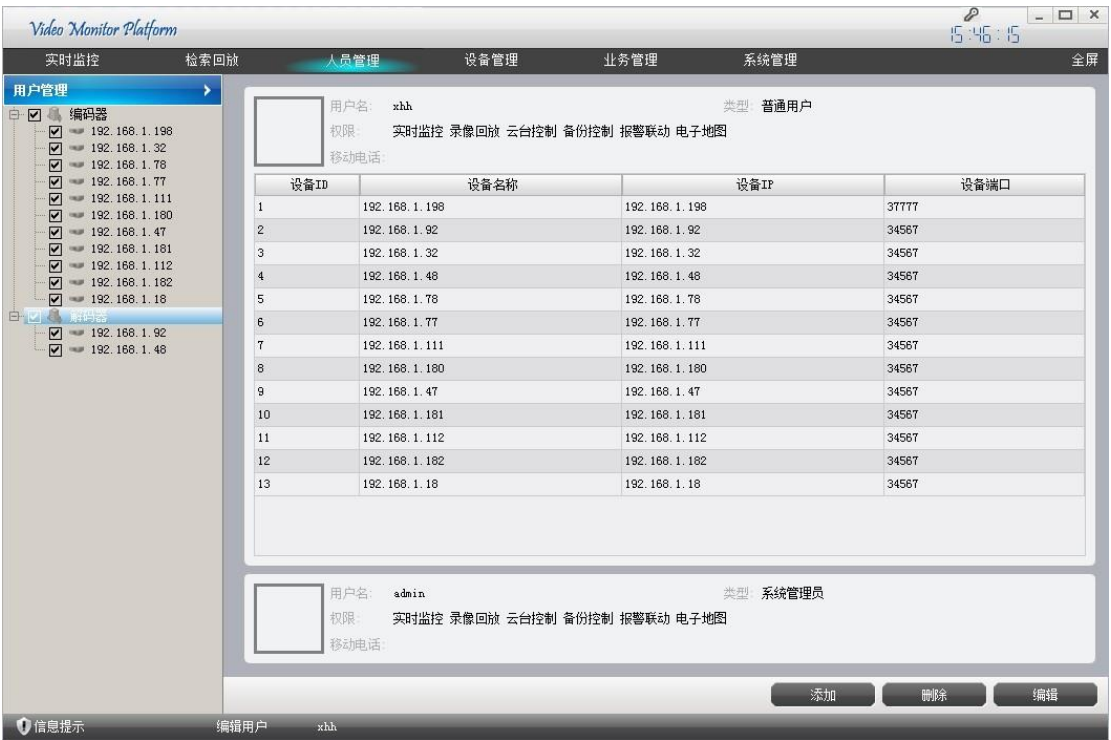 Video Monitor Platform
15:46:15
实时监控 检索回放 人员管理 设备管理 业务管理 系统管理 全屏
用户管理
编码器
192.168.1.198
192.168.1.32
192.168.1.78
192.168.1.77
192.168.1.111
192.168.1.180
192.168.1.47
192.168.1.181
192.168.1.112
192.168.1.182
192.168.1.18
解码器
192.168.1.92
192.168.1.48
用户名: xhh 类型: 普通用户
权限: 实时监控 录像回放 云台控制 备份控制 报警联动 电子地图
移动电话:
设备ID 设备名称 设备IP 设备端口
1 192.168.1.198 192.168.1.198 37777
2 192.168.1.92 192.168.1.92 34567
3 192.168.1.32 192.168.1.32 34567
4 192.168.1.48 192.168.1.48 34567
5 192.168.1.78 192.168.1.78 34567
6 192.168.1.77 192.168.1.77 34567
7 192.168.1.111 192.168.1.111 34567
8 192.168.1.180 192.168.1.180 34567
9 192.168.1.47 192.168.1.47 34567
10 192.168.1.181 192.168.1.181 34567
11 192.168.1.112 192.168.1.112 34567
12 192.168.1.182 192.168.1.182 34567
13 192.168.1.18 192.168.1.18 34567
用户名: admin 类型: 系统管理员
权限: 实时监控 录像回放 云台控制 备份控制 报警联动 电子地图
移动电话:
添加 删除 编辑
信息提示 编辑用户 xhh